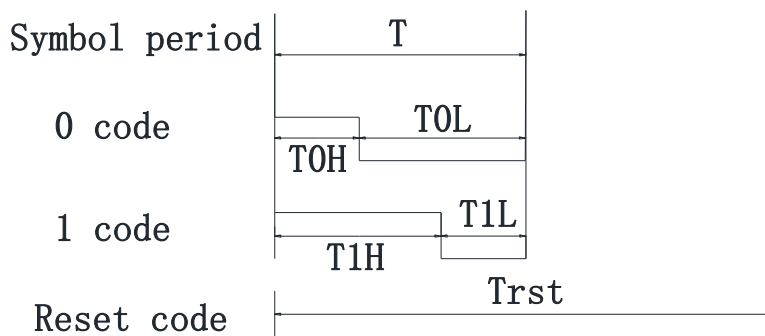 Symbol period T
0 code T0H T0L
1 code T1H T1L
Reset code Trst